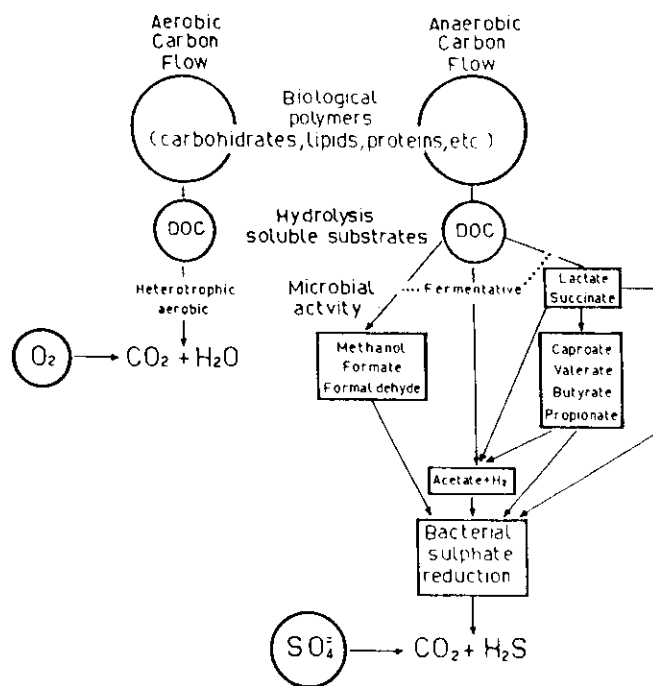 Aerobic
Carbon
Flow
Anaerobic
Carbon
Flow
Biological
polymers
(carbohidrates, lipids, proteins, etc)
DOC
Hydrolysis
soluble substrates
DOC
Heterotrophic
aerobic
Microbial
actvity
Fermentative
Lactate
Succinate
O₂
CO₂ + H₂O
Methanol
Formate
Formaldehyde
Caproate
Valerate
Butyrate
Propionate
Acetate+H₂
Bacterial
sulphate
reduction
SO₄⁼
CO₂ + H₂S